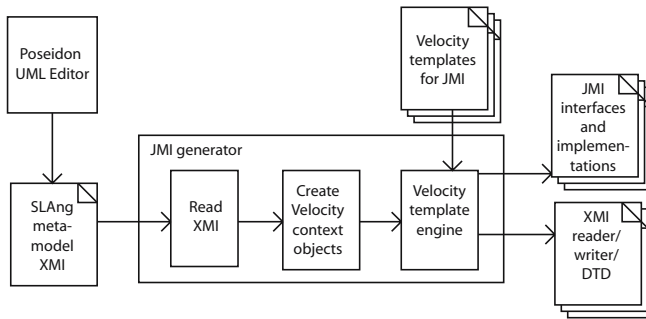 Poseidon
UML Editor
Velocity
templates
for JMI
JMI
interfaces
and
implemen-
tations
JMI generator
SLAng
meta-
model
XMI
Read
XMI
Create
Velocity
context
objects
Velocity
template
engine
XMI
reader/
writer/
DTD